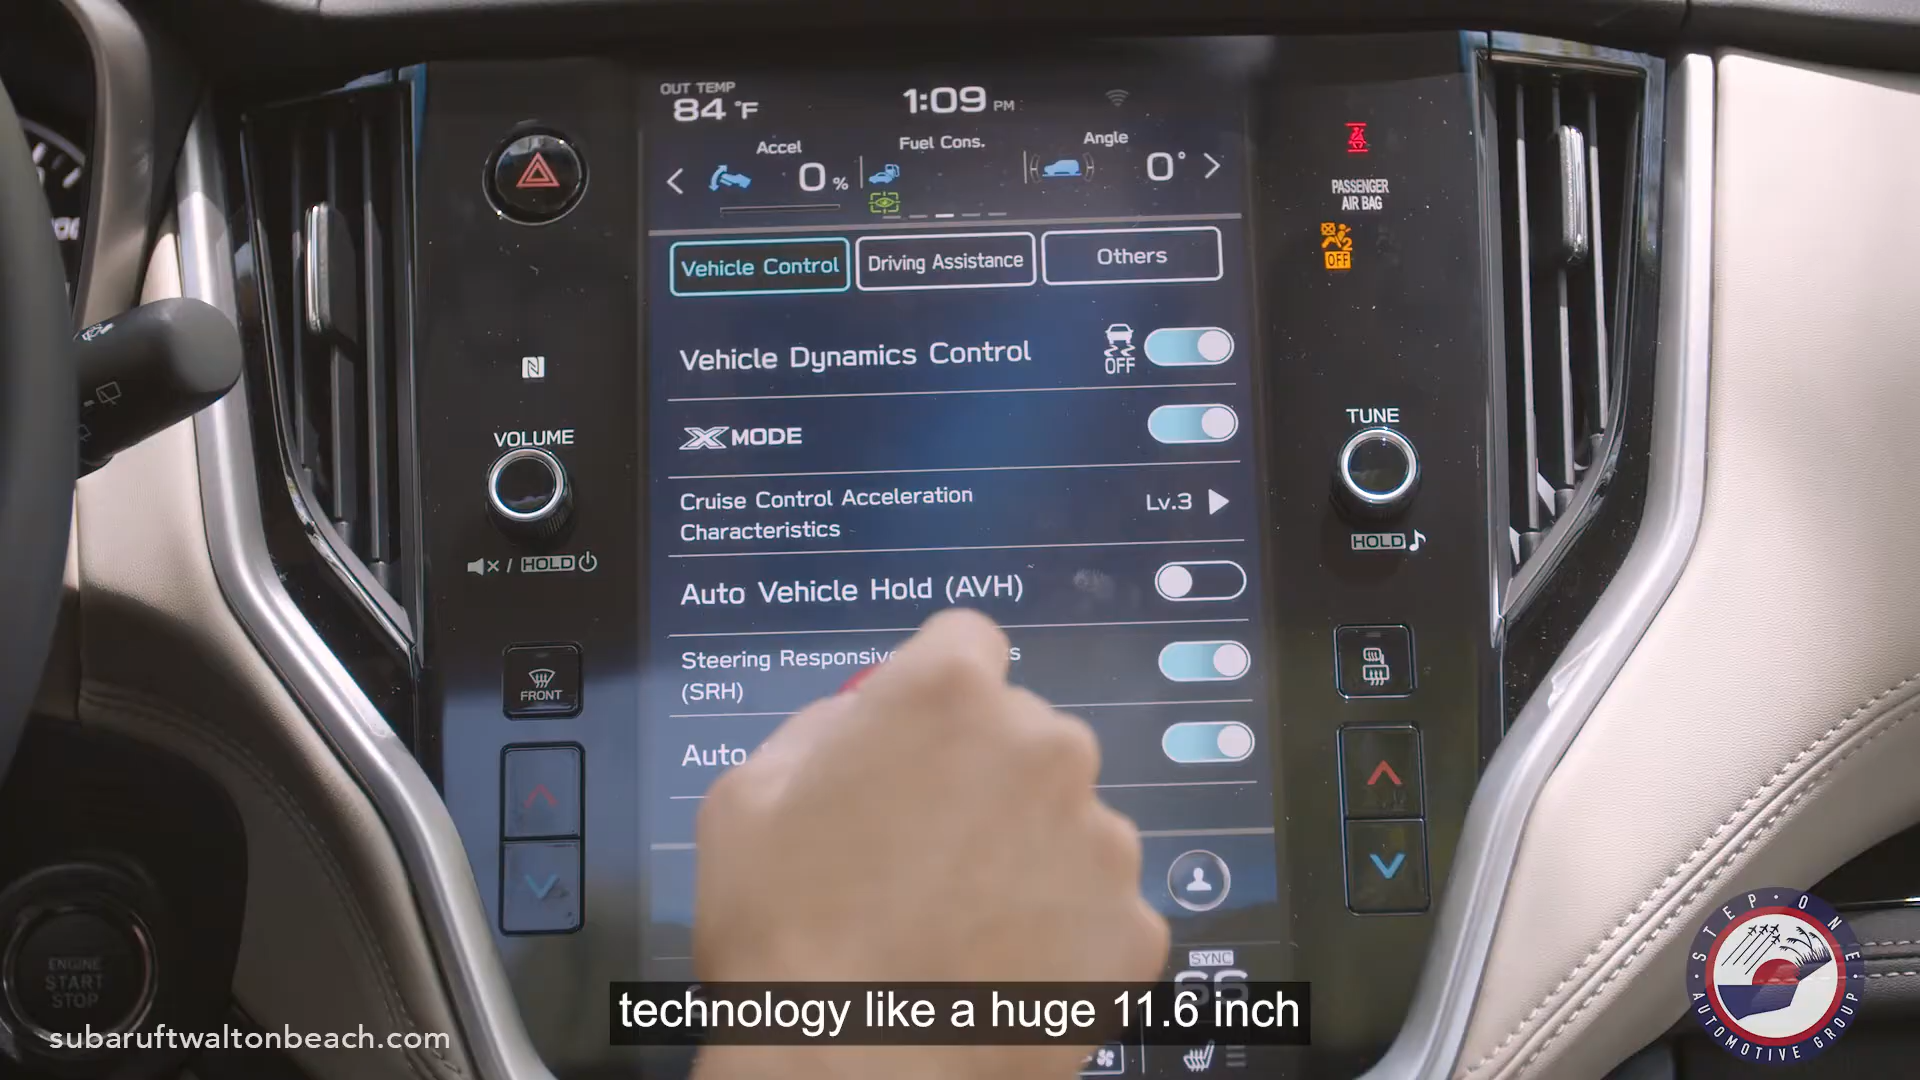 OUT TEMP
84 °F
1:09 PM
Accel
0 %
Fuel Cons.
Angle
0°
PASSENGER
AIR BAG
2
OFF
Vehicle Control
Driving Assistance
Others
Vehicle Dynamics Control
OFF
X MODE
Cruise Control Acceleration
Characteristics
Lv.3
Auto Vehicle Hold (AVH)
Steering Responsive
(SRH)
Auto
VOLUME
/ HOLD
TUNE
HOLD
FRONT
ENGINE
START
STOP
SYNC
66
technology like a huge 11.6 inch
subaruftwaltonbeach.com
STEP·ONE
AUTOMOTIVE GROUP